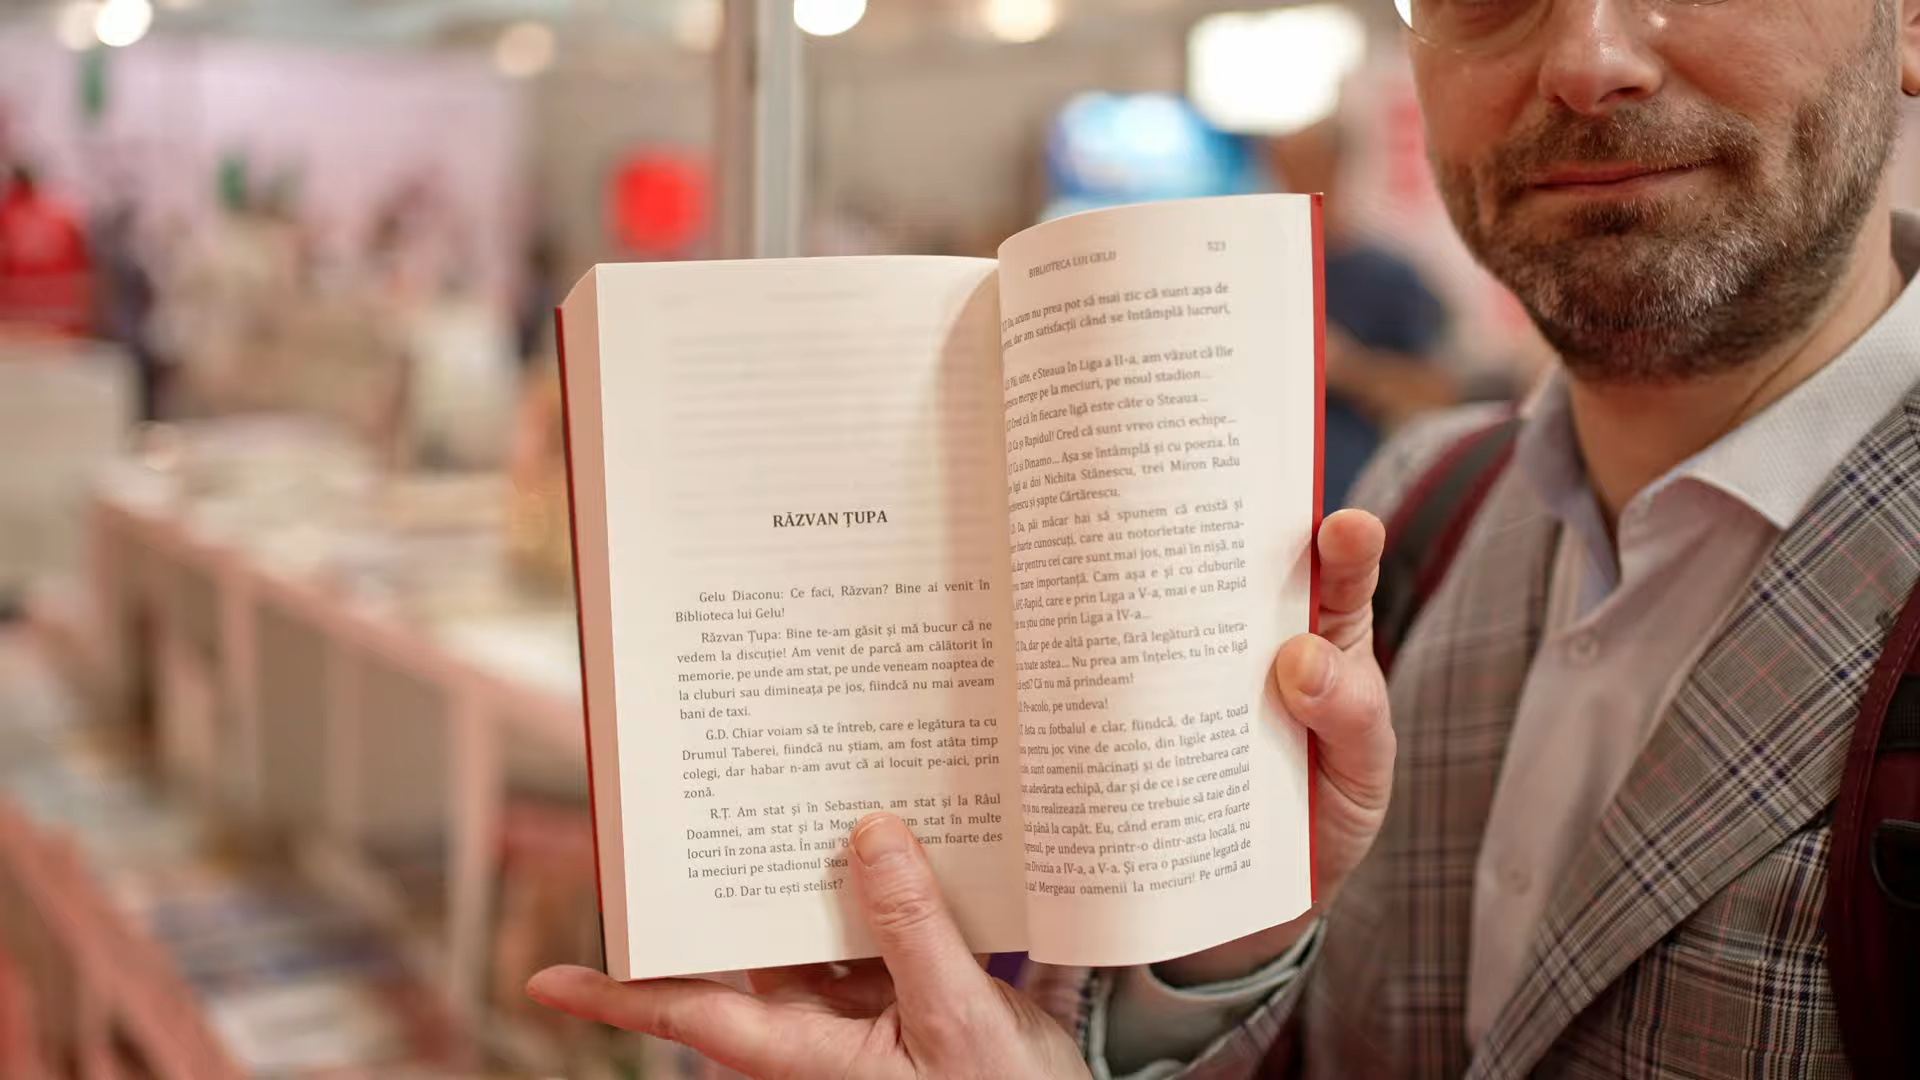 RĂZVAN ȚUPA
Gelu Diaconu: Ce faci, Răzvan? Bine ai venit în
Biblioteca lui Gelu!
Răzvan Țupa: Bine te-am găsit și mă bucur că ne
vedem la discuție! Am venit de parcă am călătorit în
memorie, pe unde am stat, pe unde veneam noaptea de
la cluburi sau dimineața pe jos, fiindcă nu mai aveam
bani de taxi.
G.D. Chiar voiam să te întreb, care e legătura ta cu
Drumul Taberei, fiindcă nu știam, am fost atâta timp
colegi, dar habar n-am avut că ai locuit pe-aici, prin
zonă.
R.Ț. Am stat și în Sebastian, am stat și la Râul
Doamnei, am stat și la am stat în multe
locuri în zona asta. În anii foarte des
la meciuri pe stadionul
G.D. Dar tu ești stelist?
BIBLIOTECA LUI GELU 523
Da, acum nu prea pot să mai zic că sunt așa de
dar am satisfacții când se întâmplă lucruri,
Păi, uite, e Steaua în Liga a II-a, am văzut că Ilie
merge pe la meciuri, pe noul stadion...
Cred că în fiecare ligă este câte o Steaua...
Ca și Rapidul! Cred că sunt vreo cinci echipe...
Ca și Dinamo... Așa se întâmplă și cu poezia. În
ligi ai doi Nichita Stănescu, trei Miron Radu
și șapte Cărtărescu.
Da, păi măcar hai să spunem că există și
foarte cunoscuți, care au notorietate interna-
dar pentru cei care sunt mai jos, mai în nișă, nu
mare importanță. Cam așa e și cu cluburile
care e prin Liga a V-a, mai e un Rapid
nu știu cine prin Liga a IV-a...
Da, dar pe de altă parte, fără legătură cu litera-
toate astea... Nu prea am înțeles, tu în ce ligă
ești? Că nu mă prindeam!
Pe-acolo, pe undeva!
Asta cu fotbalul e clar, fiindcă, de fapt, toată
pentru joc vine de acolo, din ligile astea, că
sunt oamenii măcinați și de întrebarea care
adevărata echipă, dar și de ce i se cere omului
și nu realizează mereu ce trebuie să taie din el
până la capăt. Eu, când eram mic, era foarte
pe undeva printr-o dintr-asta locală, nu
Divizia a IV-a, a V-a. Și era o pasiune legată de
Mergeau oamenii la meciuri! Pe urmă au